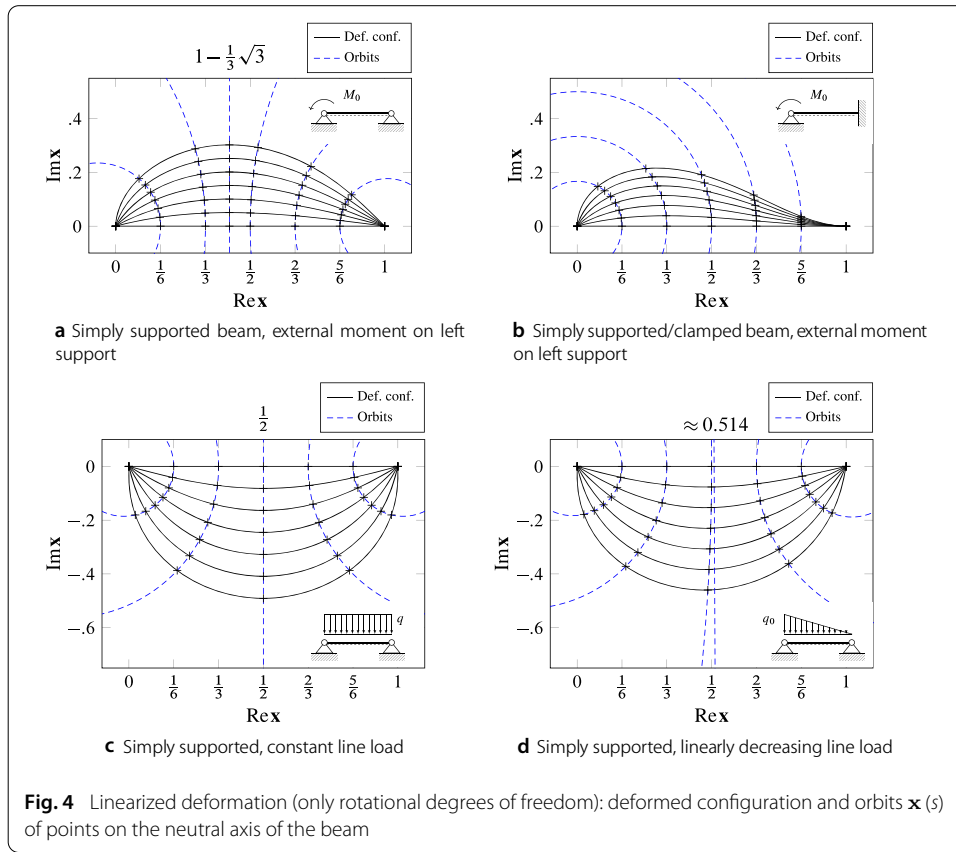 Def. conf.
Orbits
1 − 1/3 √3
M₀
.4
.2
0
Im x
0 1/6 1/3 1/2 2/3 5/6 1
Re x
a Simply supported beam, external moment on left
support
Def. conf.
Orbits
M₀
.4
.2
0
Im x
0 1/6 1/3 1/2 2/3 5/6 1
Re x
b Simply supported/clamped beam, external moment
on left support
Def. conf.
Orbits
1/2
0
−.2
−.4
−.6
Im x
q
0 1/6 1/3 1/2 2/3 5/6 1
Re x
c Simply supported, constant line load
Def. conf.
Orbits
≈ 0.514
0
−.2
−.4
−.6
Im x
q₀
0 1/6 1/3 1/2 2/3 5/6 1
Re x
d Simply supported, linearly decreasing line load
Fig. 4 Linearized deformation (only rotational degrees of freedom): deformed configuration and orbits x (s)
of points on the neutral axis of the beam